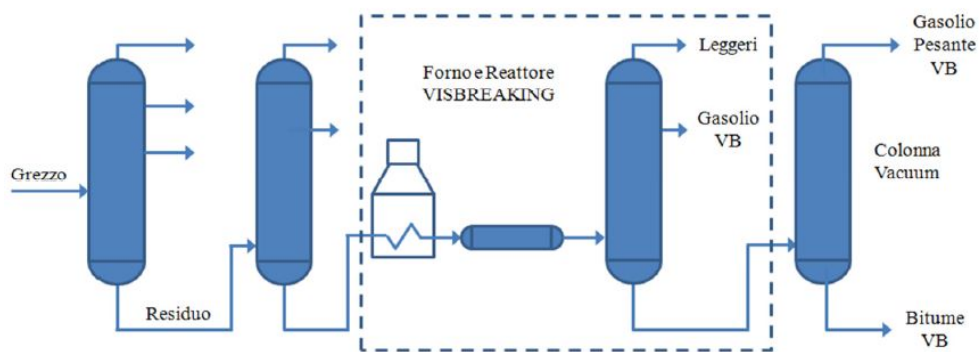 Grezzo
Residuo
Forno e Reattore
VISBREAKING
Leggeri
Gasolio
VB
Gasolio
Pesante
VB
Colonna
Vacuum
Bitume
VB